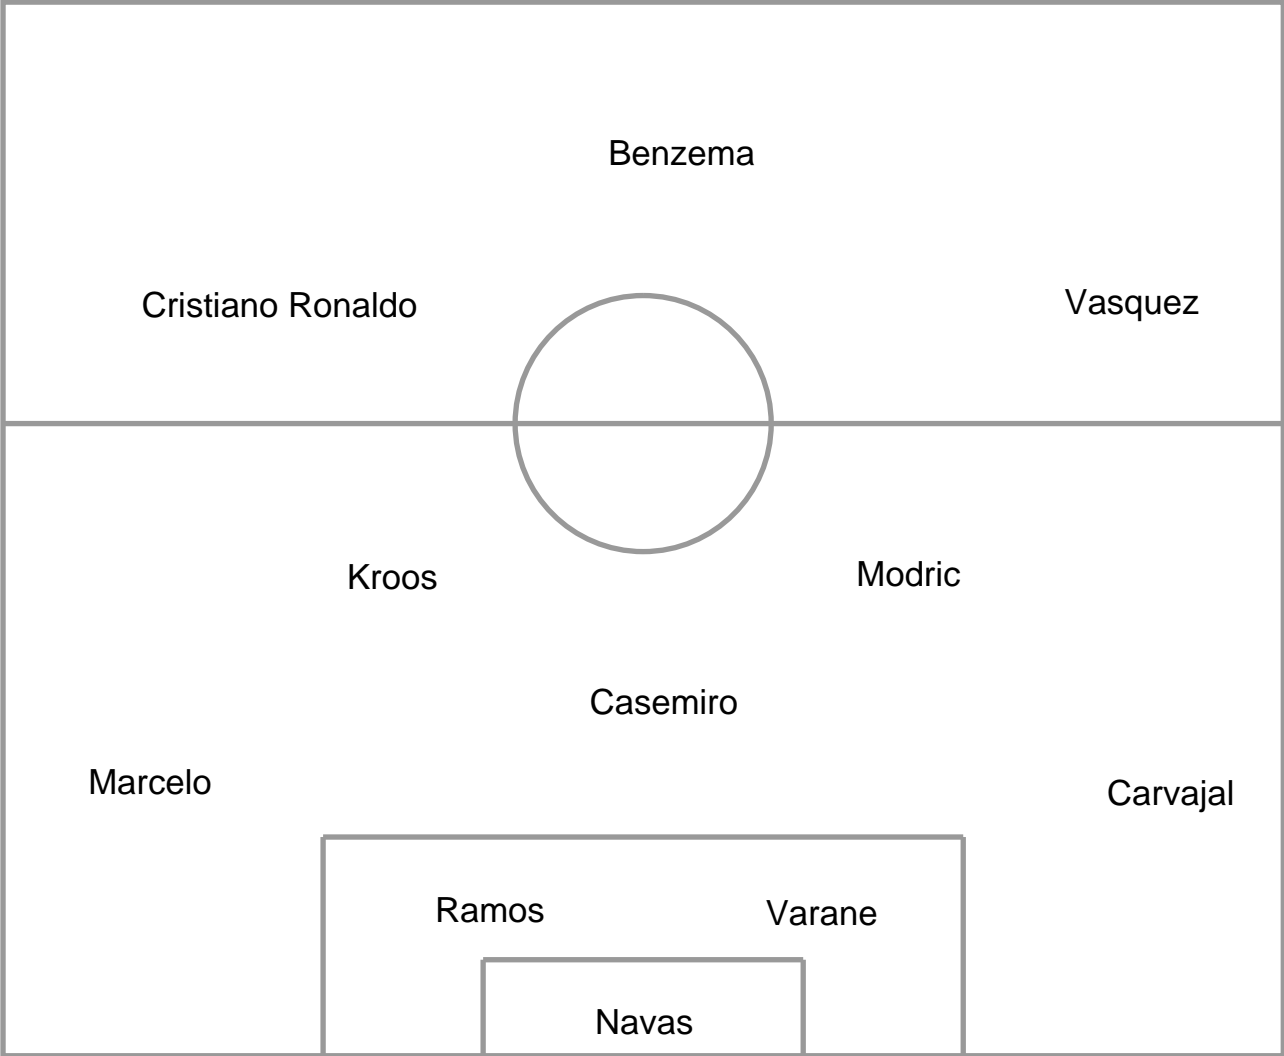 Benzema
Cristiano Ronaldo
Vasquez
Kroos
Modric
Casemiro
Marcelo
Carvajal
Ramos
Varane
Navas